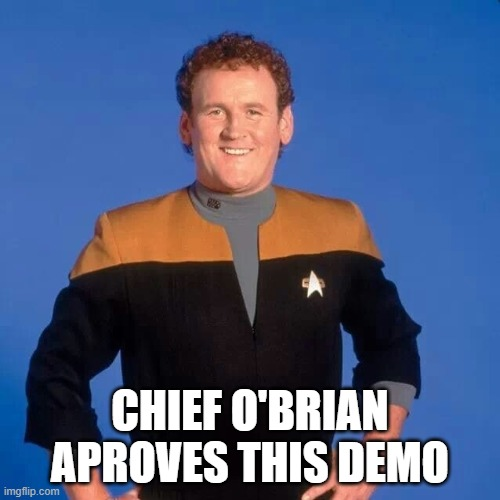 CHIEF O'BRIAN
APROVES THIS DEMO
imgflip.com